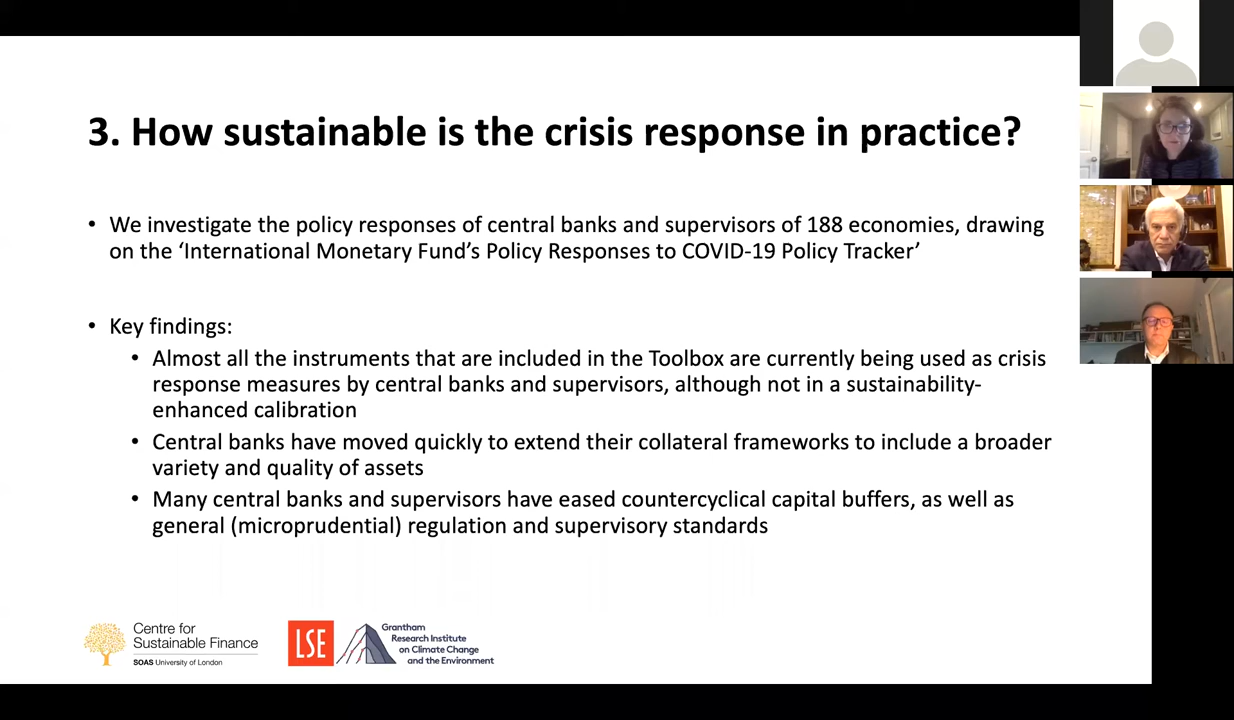 3. How sustainable is the crisis response in practice?
• We investigate the policy responses of central banks and supervisors of 188 economies, drawing
on the ‘International Monetary Fund’s Policy Responses to COVID-19 Policy Tracker’
• Key findings:
• Almost all the instruments that are included in the Toolbox are currently being used as crisis
response measures by central banks and supervisors, although not in a sustainability-
enhanced calibration
• Central banks have moved quickly to extend their collateral frameworks to include a broader
variety and quality of assets
• Many central banks and supervisors have eased countercyclical capital buffers, as well as
general (microprudential) regulation and supervisory standards
Centre for
Sustainable Finance
SOAS University of London
LSE
Grantham
Research Institute
on Climate Change
and the Environment